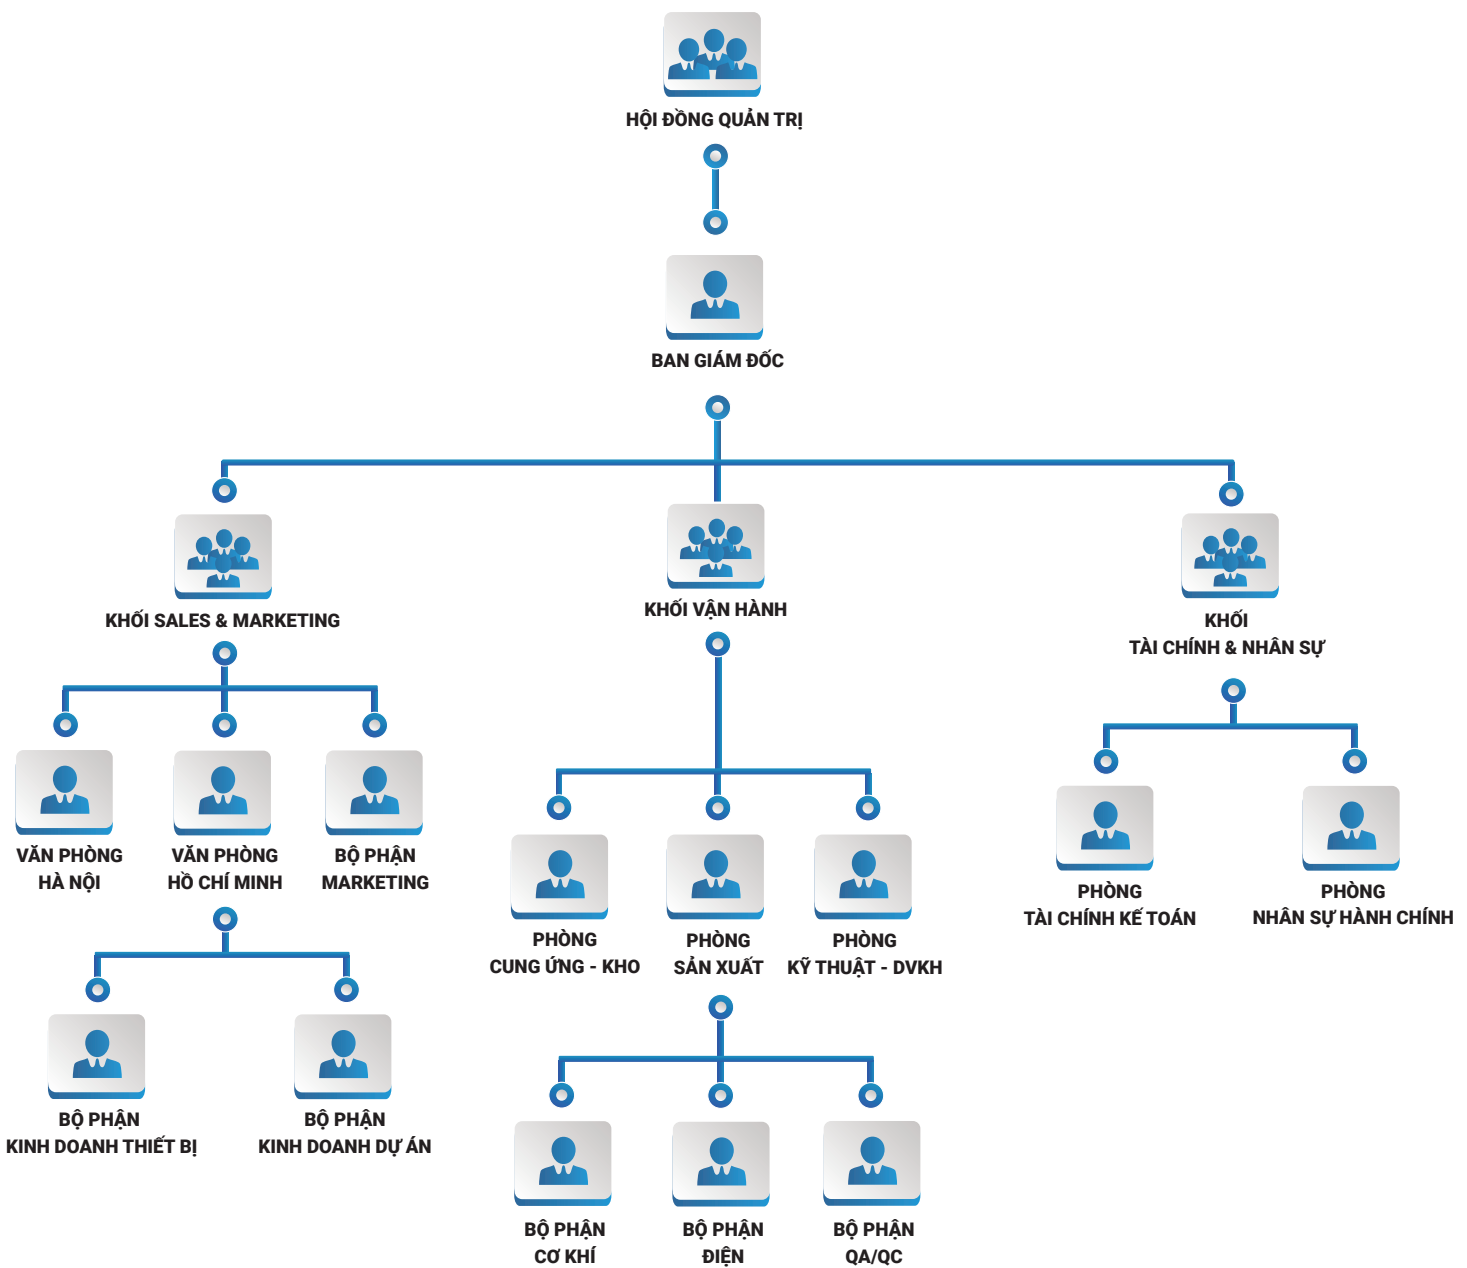 HỘI ĐỒNG QUẢN TRỊ
BAN GIÁM ĐỐC
KHỐI SALES & MARKETING
KHỐI VẬN HÀNH
KHỐI
TÀI CHÍNH & NHÂN SỰ
VĂN PHÒNG
HÀ NỘI
VĂN PHÒNG
HỒ CHÍ MINH
BỘ PHẬN
MARKETING
PHÒNG
CUNG ỨNG - KHO
PHÒNG
SẢN XUẤT
PHÒNG
KỸ THUẬT - DVKH
PHÒNG
TÀI CHÍNH KẾ TOÁN
PHÒNG
NHÂN SỰ HÀNH CHÍNH
BỘ PHẬN
KINH DOANH THIẾT BỊ
BỘ PHẬN
KINH DOANH DỰ ÁN
BỘ PHẬN
CƠ KHÍ
BỘ PHẬN
ĐIỆN
BỘ PHẬN
QA/QC